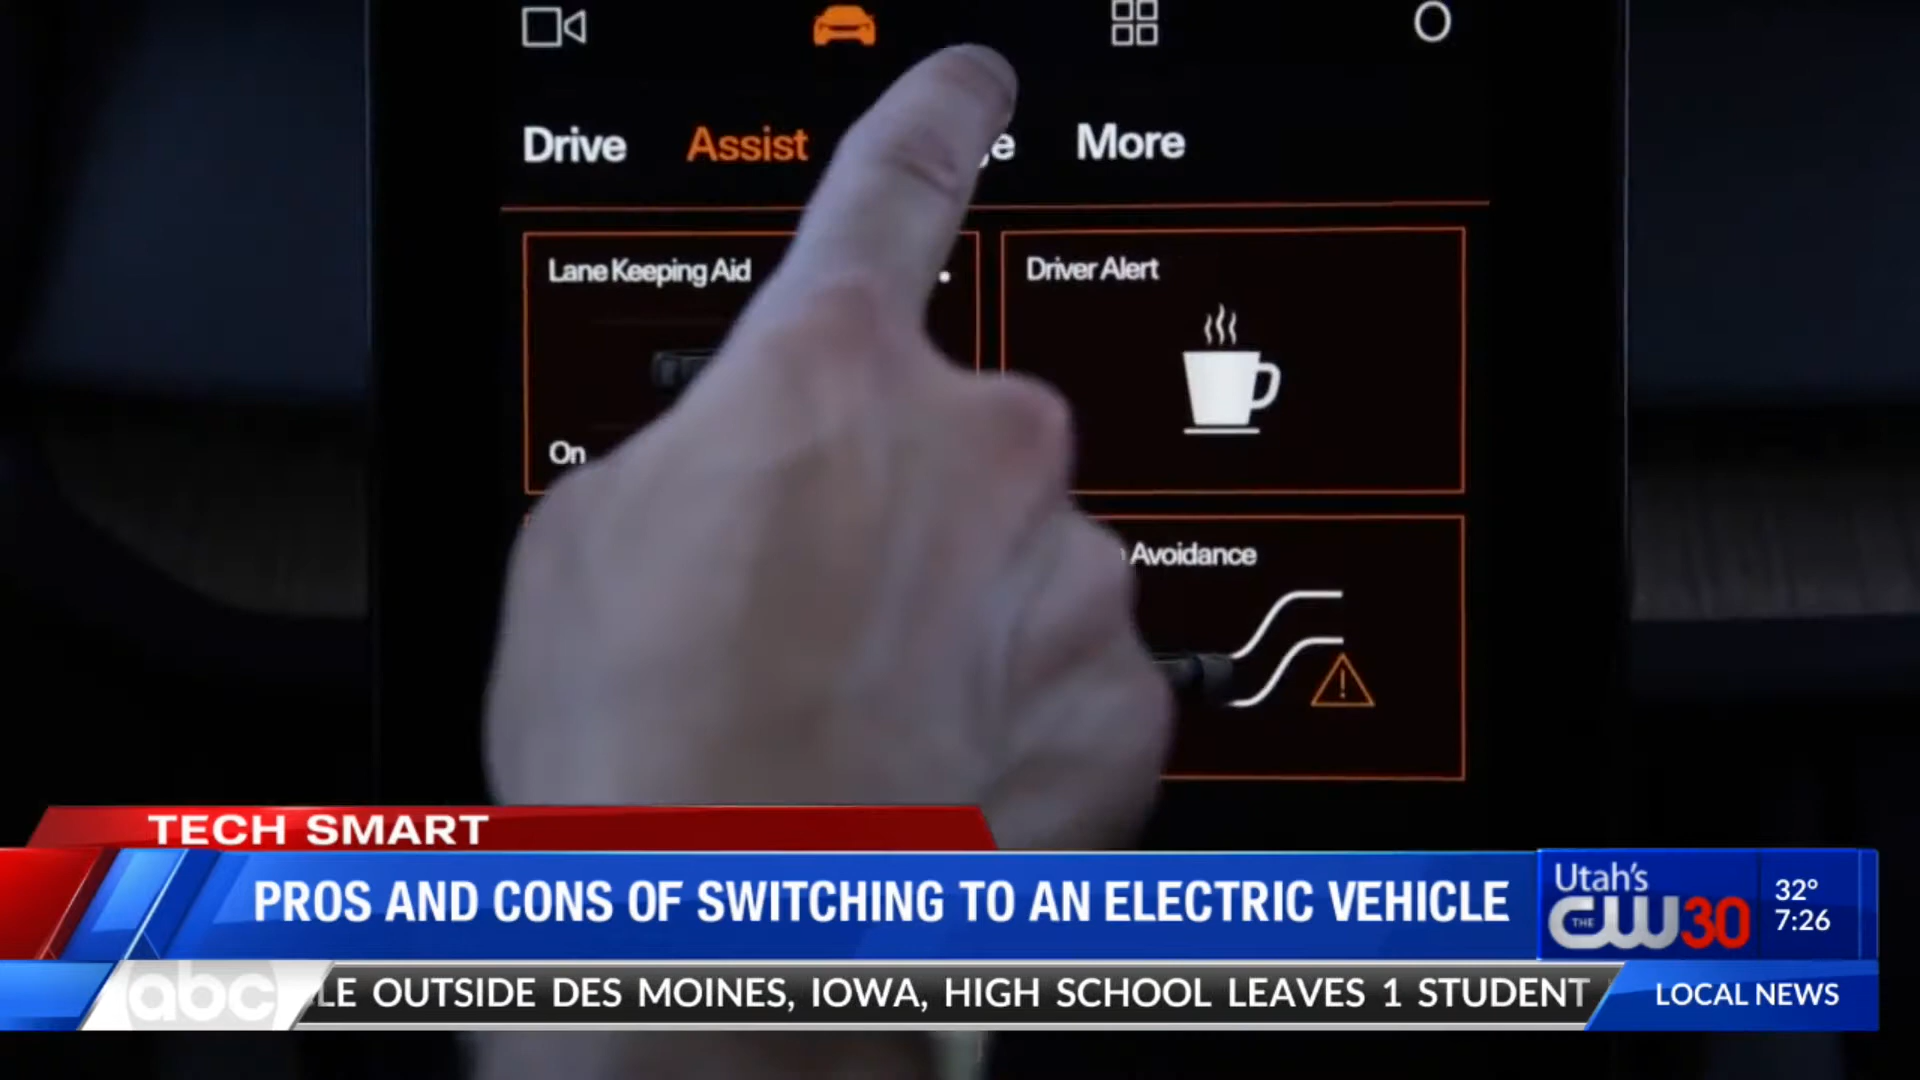 Drive Assist More
Lane Keeping Aid
Driver Alert
On
Avoidance
TECH SMART
PROS AND CONS OF SWITCHING TO AN ELECTRIC VEHICLE
Utah's
THE CW30
32°
7:26
abc
LE OUTSIDE DES MOINES, IOWA, HIGH SCHOOL LEAVES 1 STUDENT
LOCAL NEWS